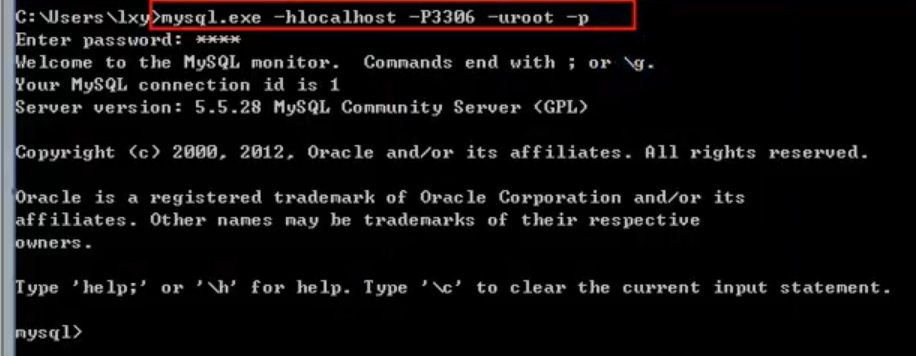 C:\Users\lxy>mysql.exe -hlocalhost -P3306 -uroot -p
Enter password: ****
Welcome to the MySQL monitor.  Commands end with ; or \g.
Your MySQL connection id is 1
Server version: 5.5.28 MySQL Community Server (GPL)
Copyright (c) 2000, 2012, Oracle and/or its affiliates. All rights reserved.
Oracle is a registered trademark of Oracle Corporation and/or its
affiliates. Other names may be trademarks of their respective
owners.
Type 'help;' or '\h' for help. Type '\c' to clear the current input statement.
mysql>